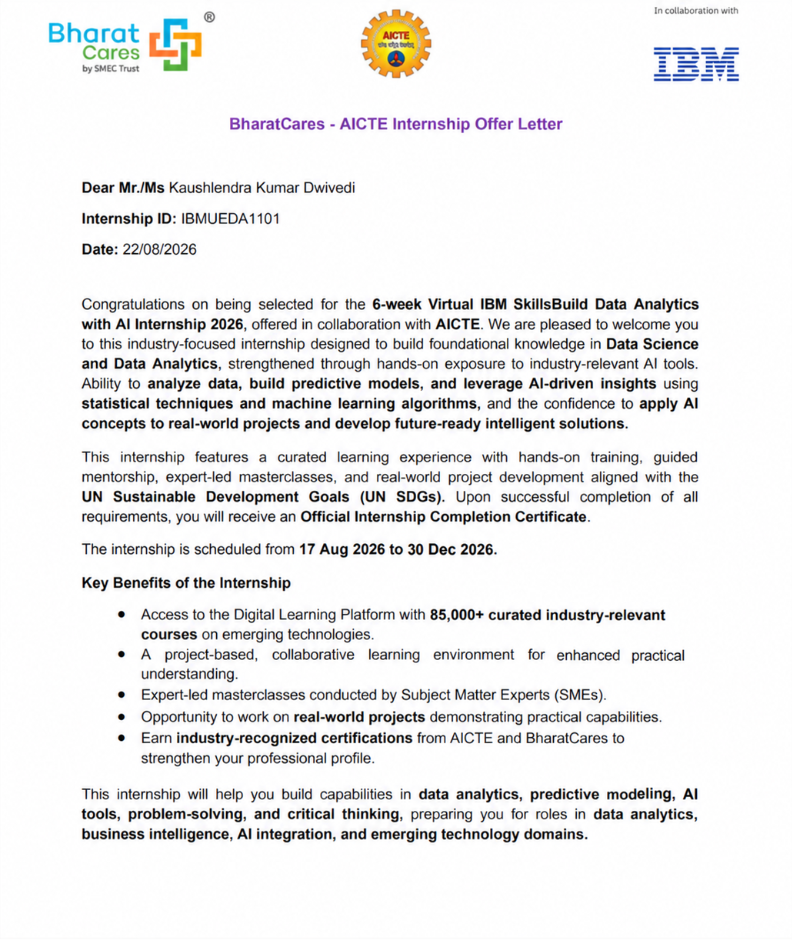 Bharat
Cares
by SMEC Trust
®
AICTE
In collaboration with
IBM
BharatCares - AICTE Internship Offer Letter
Dear Mr./Ms Kaushlendra Kumar Dwivedi
Internship ID: IBMUEDA1101
Date: 22/08/2026
Congratulations on being selected for the 6-week Virtual IBM SkillsBuild Data Analytics
with AI Internship 2026, offered in collaboration with AICTE. We are pleased to welcome you
to this industry-focused internship designed to build foundational knowledge in Data Science
and Data Analytics, strengthened through hands-on exposure to industry-relevant AI tools.
Ability to analyze data, build predictive models, and leverage AI-driven insights using
statistical techniques and machine learning algorithms, and the confidence to apply AI
concepts to real-world projects and develop future-ready intelligent solutions.
This internship features a curated learning experience with hands-on training, guided
mentorship, expert-led masterclasses, and real-world project development aligned with the
UN Sustainable Development Goals (UN SDGs). Upon successful completion of all
requirements, you will receive an Official Internship Completion Certificate.
The internship is scheduled from 17 Aug 2026 to 30 Dec 2026.
Key Benefits of the Internship
● Access to the Digital Learning Platform with 85,000+ curated industry-relevant
courses on emerging technologies.
● A project-based, collaborative learning environment for enhanced practical
understanding.
● Expert-led masterclasses conducted by Subject Matter Experts (SMEs).
● Opportunity to work on real-world projects demonstrating practical capabilities.
● Earn industry-recognized certifications from AICTE and BharatCares to
strengthen your professional profile.
This internship will help you build capabilities in data analytics, predictive modeling, AI
tools, problem-solving, and critical thinking, preparing you for roles in data analytics,
business intelligence, AI integration, and emerging technology domains.